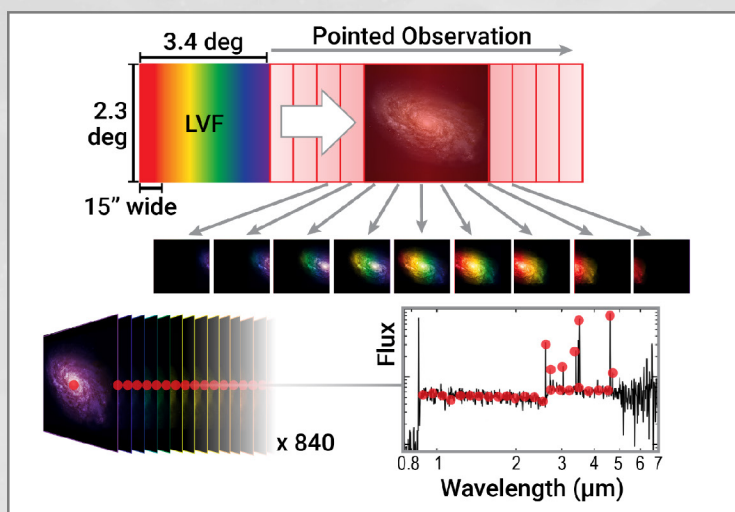 3.4 deg
Pointed Observation
2.3
deg
LVF
15” wide
x 840
Flux
0.8 1 2 3 4 5 6 7
Wavelength (μm)